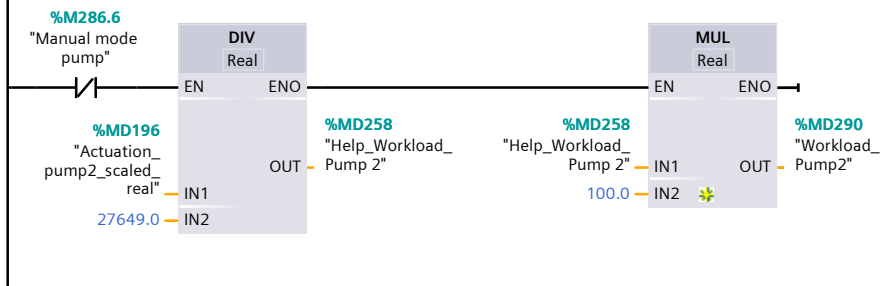 %M286.6
"Manual mode
pump"
DIV
Real
EN
ENO
%MD196
"Actuation_
pump2_scaled_
real"
IN1
27649.0
IN2
OUT
%MD258
"Help_Workload_
Pump 2"
MUL
Real
EN
ENO
%MD258
"Help_Workload_
Pump 2"
IN1
100.0
IN2
OUT
%MD290
"Workload_
Pump2"